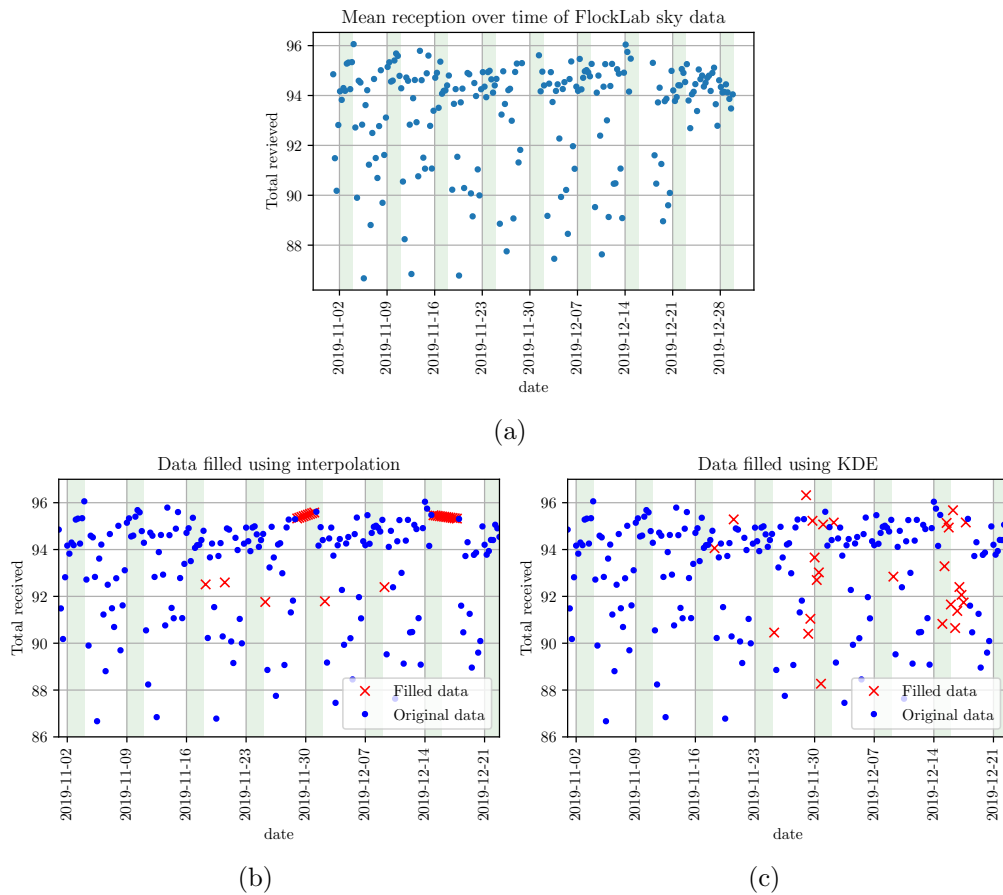 Mean reception over time of FlockLab sky data
96
94
92
90
88
Total revieved
2019-11-02
2019-11-09
2019-11-16
2019-11-23
2019-11-30
2019-12-07
2019-12-14
2019-12-21
2019-12-28
date
(a)
Data filled using interpolation
96
94
92
90
88
86
Total received
Filled data
Original data
2019-11-02
2019-11-09
2019-11-16
2019-11-23
2019-11-30
2019-12-07
2019-12-14
2019-12-21
date
(b)
Data filled using KDE
96
94
92
90
88
86
Total received
Filled data
Original data
2019-11-02
2019-11-09
2019-11-16
2019-11-23
2019-11-30
2019-12-07
2019-12-14
2019-12-21
date
(c)